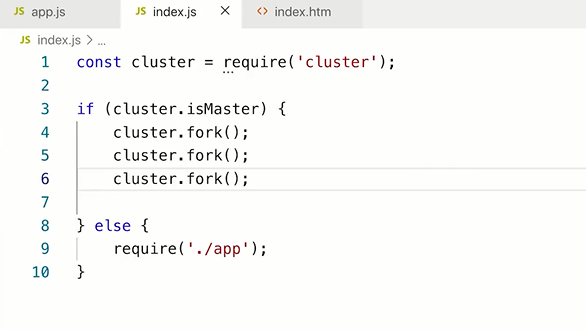 JS app.js JS index.js × <> index.htm
JS index.js > ...
1 const cluster = require('cluster');
2
3 if (cluster.isMaster) {
4 cluster.fork();
5 cluster.fork();
6 cluster.fork();
7
8 } else {
9 require('./app');
10 }